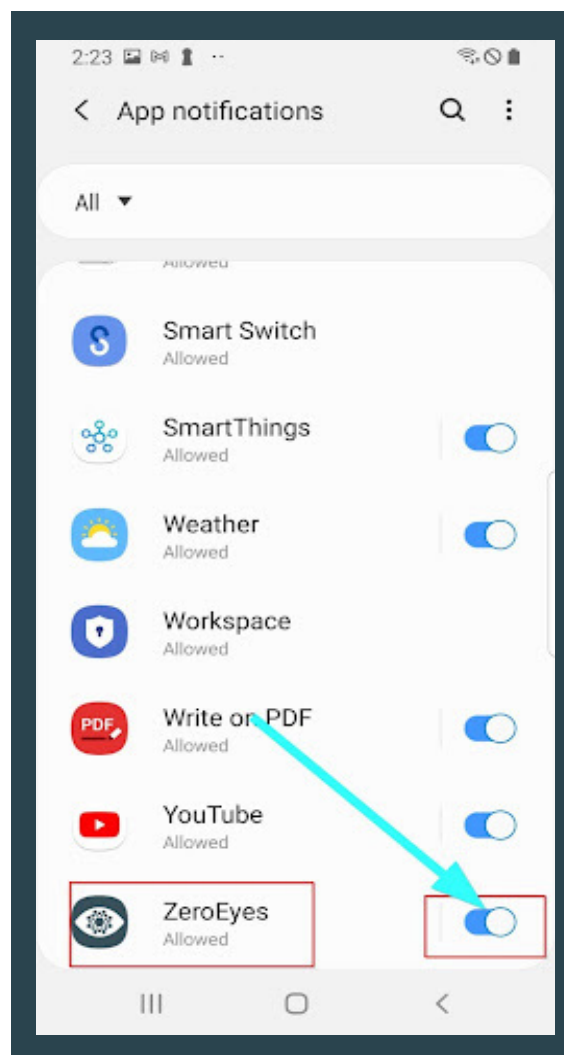 2:23
App notifications
All
Allowed
Smart Switch
Allowed
SmartThings
Allowed
Weather
Allowed
Workspace
Allowed
Write on PDF
Allowed
PDF
YouTube
Allowed
ZeroEyes
Allowed